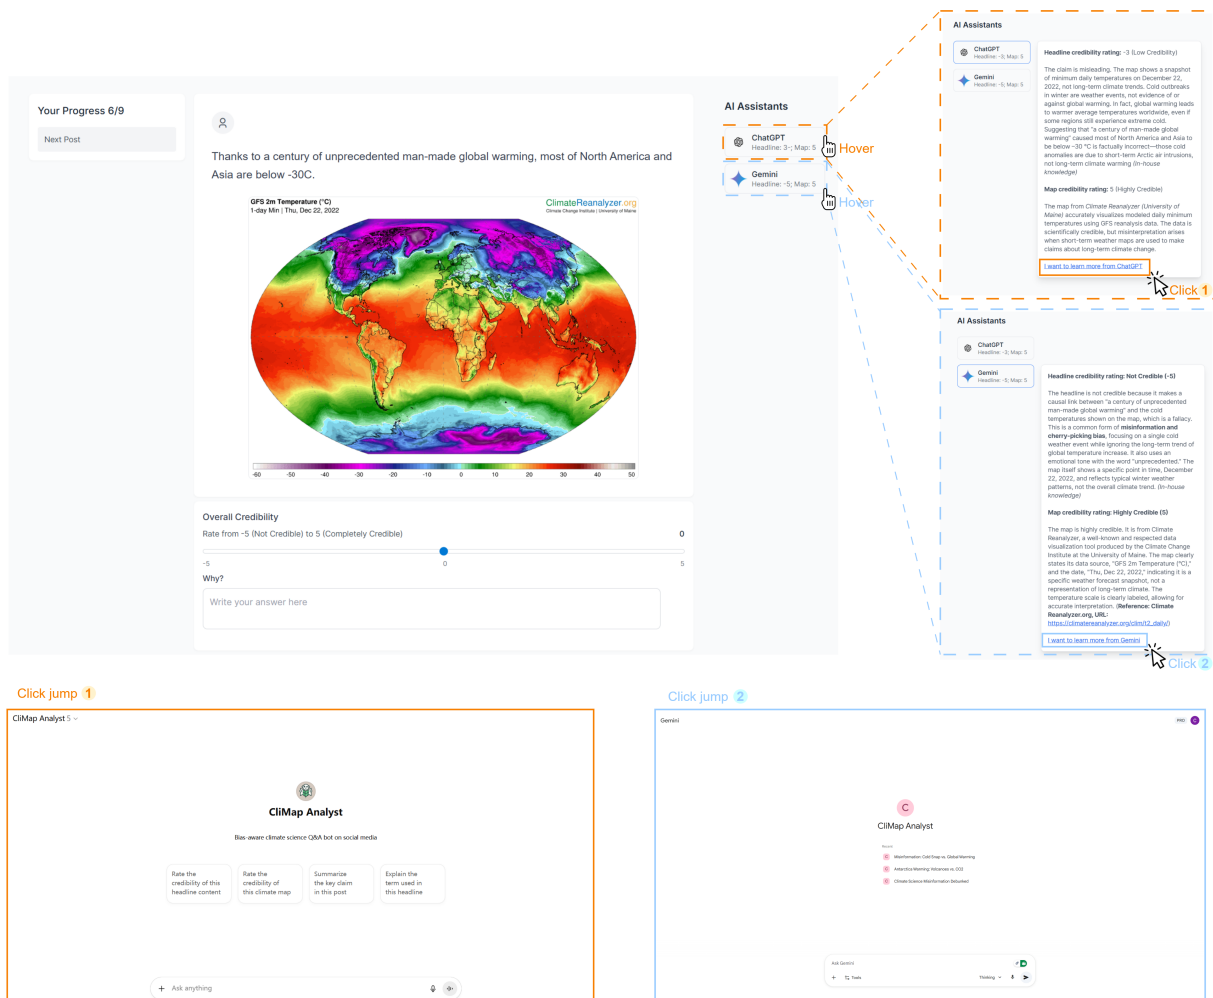 Your Progress 6/9
Next Post
Thanks to a century of unprecedented man-made global warming, most of North America and
Asia are below -30C.
GFS 2m Temperature (°C)
1-day Min | Thu, Dec 22, 2022
ClimateReanalyzer.org
Climate Change Institute | University of Maine
-60 -50 -40 -30 -20 -10 0 10 20 30 40 50
Overall Credibility
Rate from -5 (Not Credible) to 5 (Completely Credible)
0
-5 0 5
Why?
Write your answer here
AI Assistants
ChatGPT
Headline: 3-; Map: 5
Hover
Gemini
Headline: -5; Map: 5
Hover
AI Assistants
ChatGPT
Headline: -3; Map: 5
Gemini
Headline: -5; Map: 5
Headline credibility rating: -3 (Low Credibility)
The claim is misleading. The map shows a snapshot
of minimum daily temperatures on December 22,
2022, not long-term climate trends. Cold outbreaks
in winter are weather events, not evidence of or
against global warming. In fact, global warming leads
to warmer average temperatures worldwide, even if
some regions still experience extreme cold.
Suggesting that "a century of man-made global
warming" caused most of North America and Asia to
be below -30 °C is factually incorrect—those cold
anomalies are due to short-term Arctic air intrusions,
not long-term climate warming (In-house
knowledge)
Map credibility rating: 5 (Highly Credible)
The map from Climate Reanalyzer (University of
Maine) accurately visualizes modeled daily minimum
temperatures using GFS reanalysis data. The data is
scientifically credible, but misinterpretation arises
when short-term weather maps are used to make
claims about long-term climate change.
I want to learn more from ChatGPT
Click 1
AI Assistants
ChatGPT
Headline: -3; Map: 5
Gemini
Headline: -5; Map: 5
Headline credibility rating: Not Credible (-5)
The headline is not credible because it makes a
causal link between "a century of unprecedented
man-made global warming" and the cold
temperatures shown on the map, which is a fallacy.
This is a common form of misinformation and
cherry-picking bias, focusing on a single cold
weather event while ignoring the long-term trend of
global temperature increase. It also uses an
emotional tone with the word "unprecedented." The
map itself shows a specific point in time, December
22, 2022, and reflects typical winter weather
patterns, not the overall climate trend. (In-house
knowledge)
Map credibility rating: Highly Credible (5)
The map is highly credible. It is from Climate
Reanalyzer, a well-known and respected data
visualization tool produced by the Climate Change
Institute at the University of Maine. The map clearly
states its data source, "GFS 2m Temperature (°C),"
and the date, "Thu, Dec 22, 2022," indicating it is a
specific weather forecast snapshot, not a
representation of long-term climate. The
temperature scale is clearly labeled, allowing for
accurate interpretation. (Reference: Climate
Reanalyzer.org, URL:
https://climatereanalyzer.org/clim/t2_daily/)
I want to learn more from Gemini
Click 2
Click jump 1
CliMap Analyst 5
CliMap Analyst
Bias-aware climate science Q&A bot on social media
Rate the
credibility of this
headline content
Rate the
credibility of
this climate map
Summarize
the key claim
in this post
Explain the
term used in
this headline
+ Ask anything
Click jump 2
Gemini
PRO
C
C
CliMap Analyst
Recent
C Misinformation: Cold Snap vs. Global Warming
C Antarctica Warming: Volcanoes vs. CO2
C Climate Science Misinformation Debunked
Ask Gemini
+ Tools
Thinking